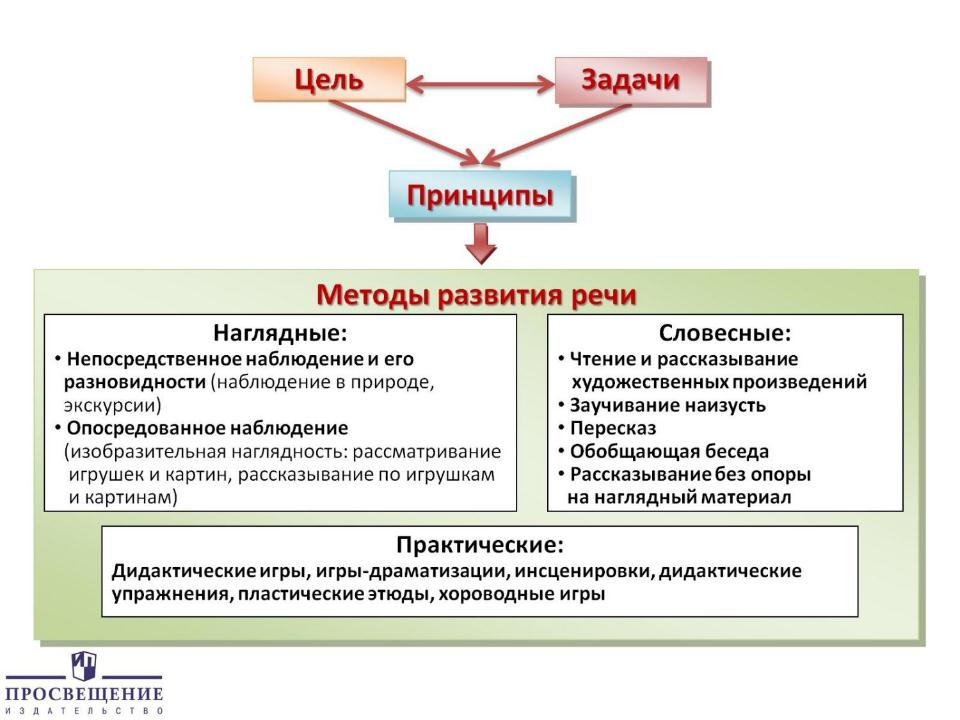 Цель
Задачи
Принципы
Методы развития речи
Наглядные:
• Непосредственное наблюдение и его
разновидности (наблюдение в природе,
экскурсии)
• Опосредованное наблюдение
(изобразительная наглядность: рассматривание
игрушек и картин, рассказывание по игрушкам
и картинам)
Словесные:
• Чтение и рассказывание
художественных произведений
• Заучивание наизусть
• Пересказ
• Обобщающая беседа
• Рассказывание без опоры
на наглядный материал
Практические:
Дидактические игры, игры-драматизации, инсценировки, дидактические
упражнения, пластические этюды, хороводные игры
ИП
ПРОСВЕЩЕНИЕ
ИЗДАТЕЛЬСТВО